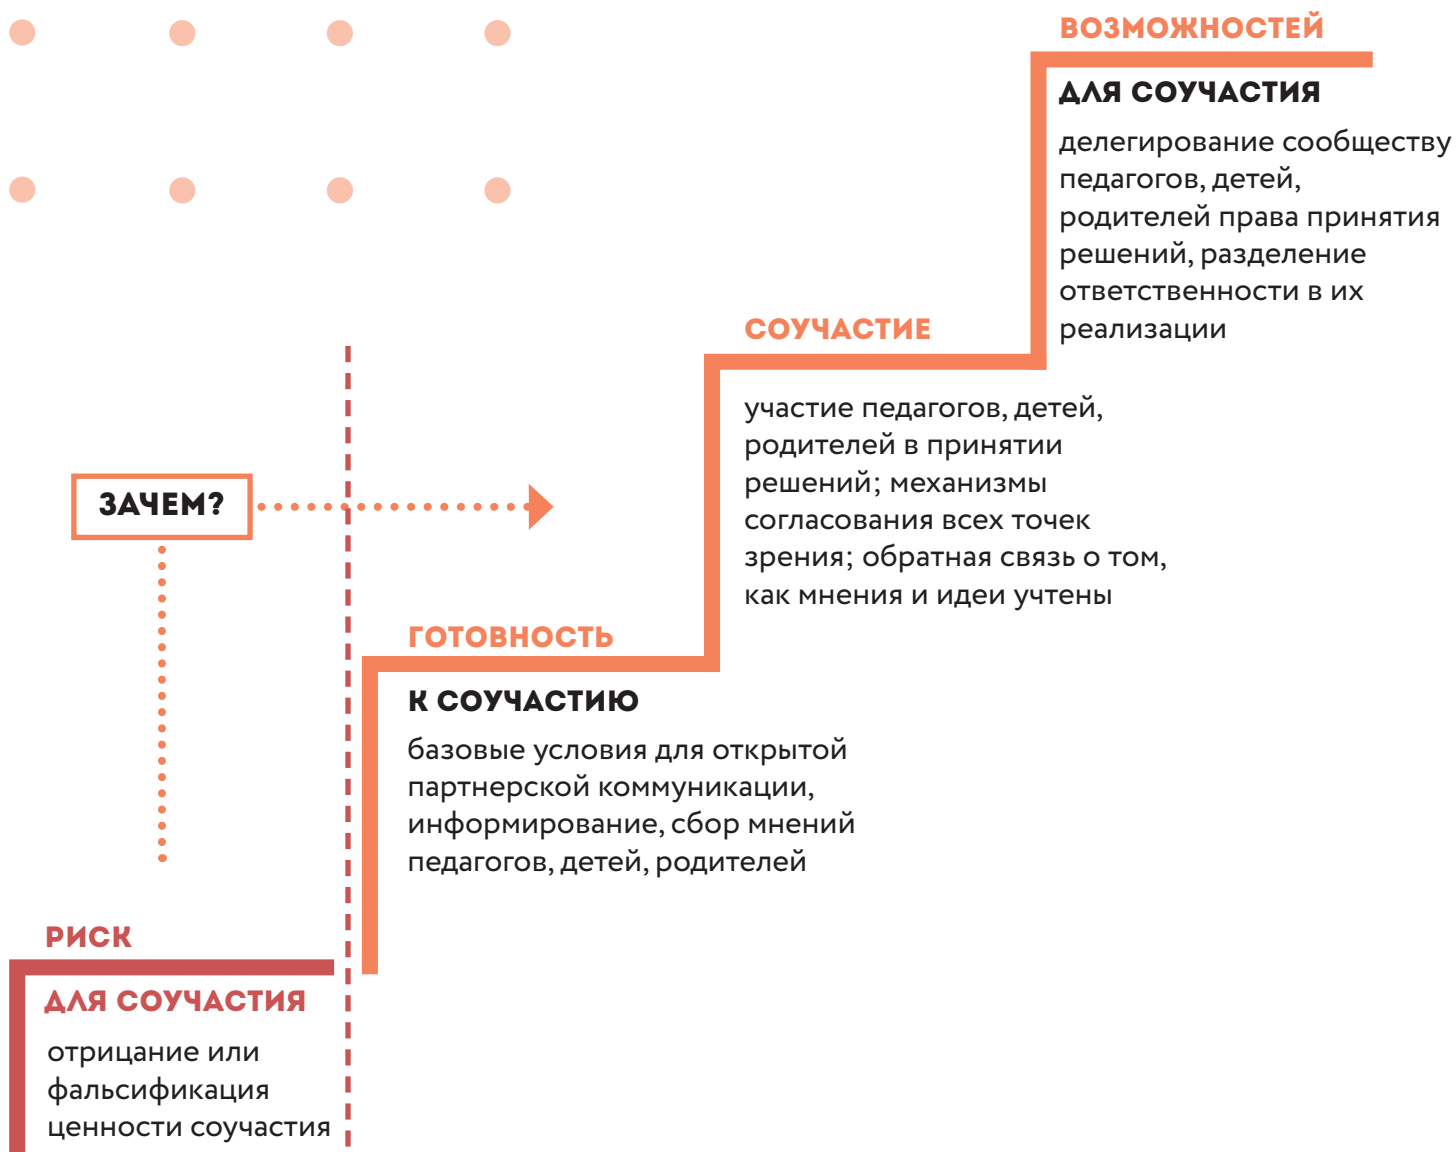 ВОЗМОЖНОСТЕЙ
ДЛЯ СОУЧАСТИЯ
делегирование сообществу
педагогов, детей,
родителей права принятия
решений, разделение
ответственности в их
реализации
СОУЧАСТИЕ
участие педагогов, детей,
родителей в принятии
решений; механизмы
согласования всех точек
зрения; обратная связь о том,
как мнения и идеи учтены
ЗАЧЕМ?
ГОТОВНОСТЬ
К СОУЧАСТИЮ
базовые условия для открытой
партнерской коммуникации,
информирование, сбор мнений
педагогов, детей, родителей
РИСК
ДЛЯ СОУЧАСТИЯ
отрицание или
фальсификация
ценности соучастия